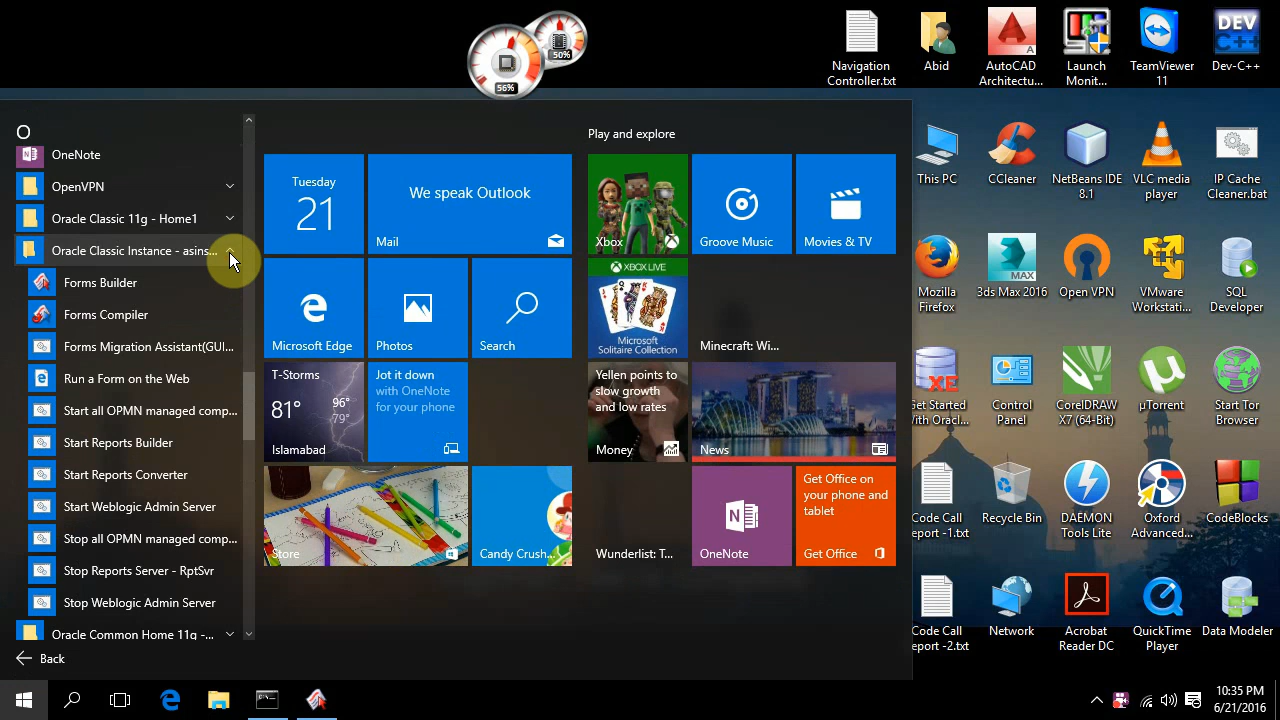 50%
56%
Navigation
Controller.txt
Abid
AutoCAD
Architectu...
Launch
Monit...
TeamViewer
11
DEV
C++
Dev-C++
O
OneNote
OpenVPN
Oracle Classic 11g - Home1
Oracle Classic Instance - asins...
Forms Builder
Forms Compiler
Forms Migration Assistant(GUI...
Run a Form on the Web
Start all OPMN managed comp...
Start Reports Builder
Start Reports Converter
Start Weblogic Admin Server
Stop all OPMN managed comp...
Stop Reports Server - RptSvr
Stop Weblogic Admin Server
Oracle Common Home 11g -...
Back
Tuesday
21
We speak Outlook
Mail
Microsoft Edge
Photos
Search
T-Storms
81°
96°
79°
Islamabad
Jot it down
with OneNote
for your phone
Store
Candy Crush...
Play and explore
Xbox
Groove Music
Movies & TV
XBOX LIVE
Microsoft
Solitaire Collection
Minecraft: Wi...
Yellen points to
slow growth
and low rates
Money
News
Wunderlist: T...
OneNote
Get Office on
your phone and
tablet
Get Office
This PC
CCleaner
NetBeans IDE
8.1
VLC media
player
IP Cache
Cleaner.bat
Mozilla
Firefox
MAX
3ds Max 2016
Open VPN
VMware
Workstati...
SQL
Developer
XE
Get Started
With Oracl...
Control
Panel
CorelDRAW
X7 (64-Bit)
µTorrent
Start Tor
Browser
Code Call
Report -1.txt
Recycle Bin
DAEMON
Tools Lite
Oxford
Advanced...
CodeBlocks
Code Call
Report -2.txt
Network
Acrobat
Reader DC
QuickTime
Player
Data Modeler
10:35 PM
6/21/2016